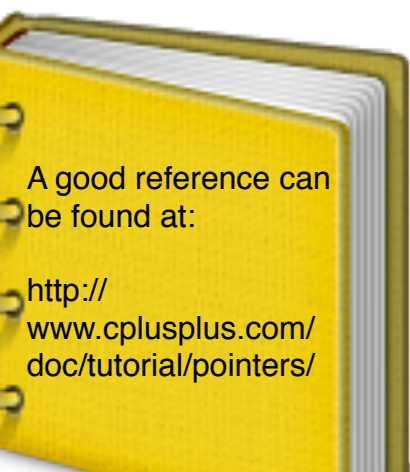 A good reference can
be found at:
http://
www.cplusplus.com/
doc/tutorial/pointers/